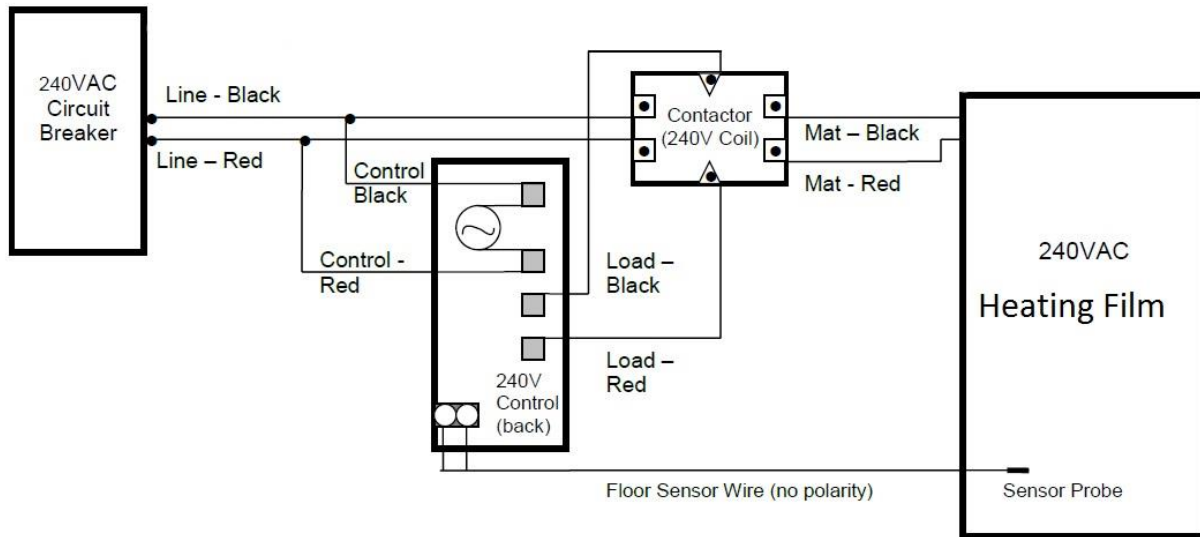 240VAC
Circuit
Breaker
Line - Black
Line – Red
Control
Black
Control -
Red
240V
Control
(back)
Load –
Black
Load –
Red
Contactor
(240V Coil)
Mat – Black
Mat - Red
240VAC
Heating Film
Floor Sensor Wire (no polarity)
Sensor Probe